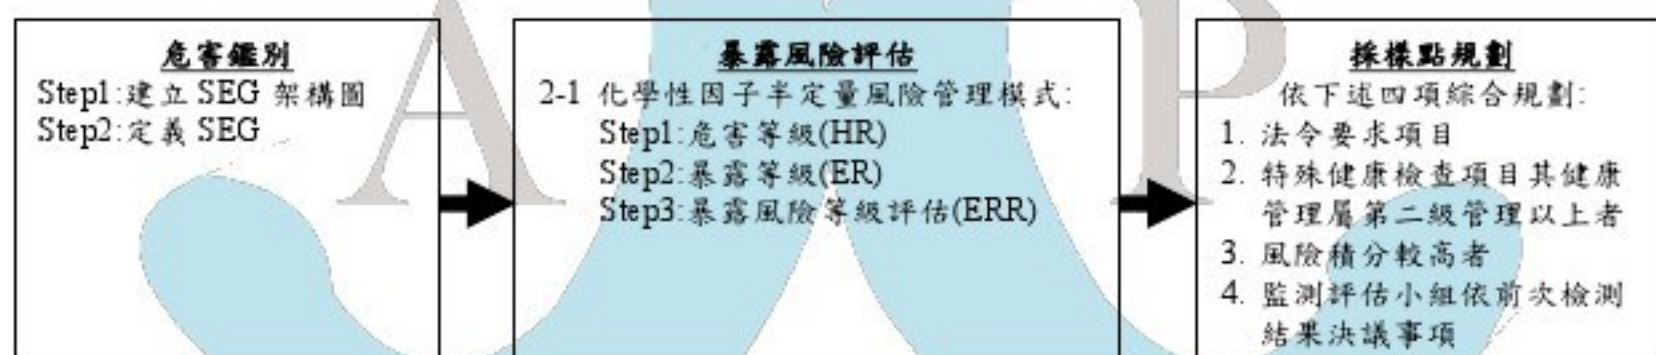 危害鑑別
Step1:建立 SEG 架構圖
Step2:定義 SEG
暴露風險評估
2-1 化學性因子半定量風險管理模式:
Step1:危害等級(HR)
Step2:暴露等級(ER)
Step3:暴露風險等級評估(ERR)
採樣點規劃
依下述四項綜合規劃:
1. 法令要求項目
2. 特殊健康檢查項目其健康
管理屬第二級管理以上者
3. 風險積分較高者
4. 監測評估小組依前次檢測
結果決議事項